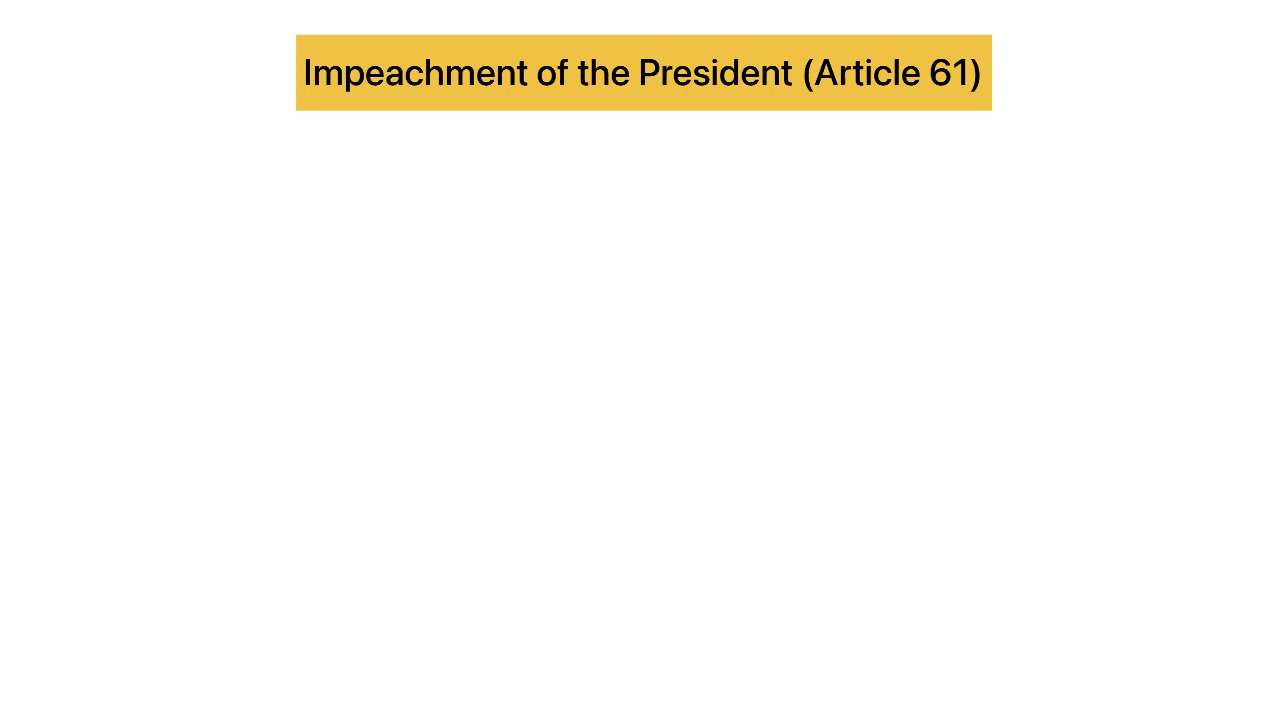 Impeachment of the President (Article 61)